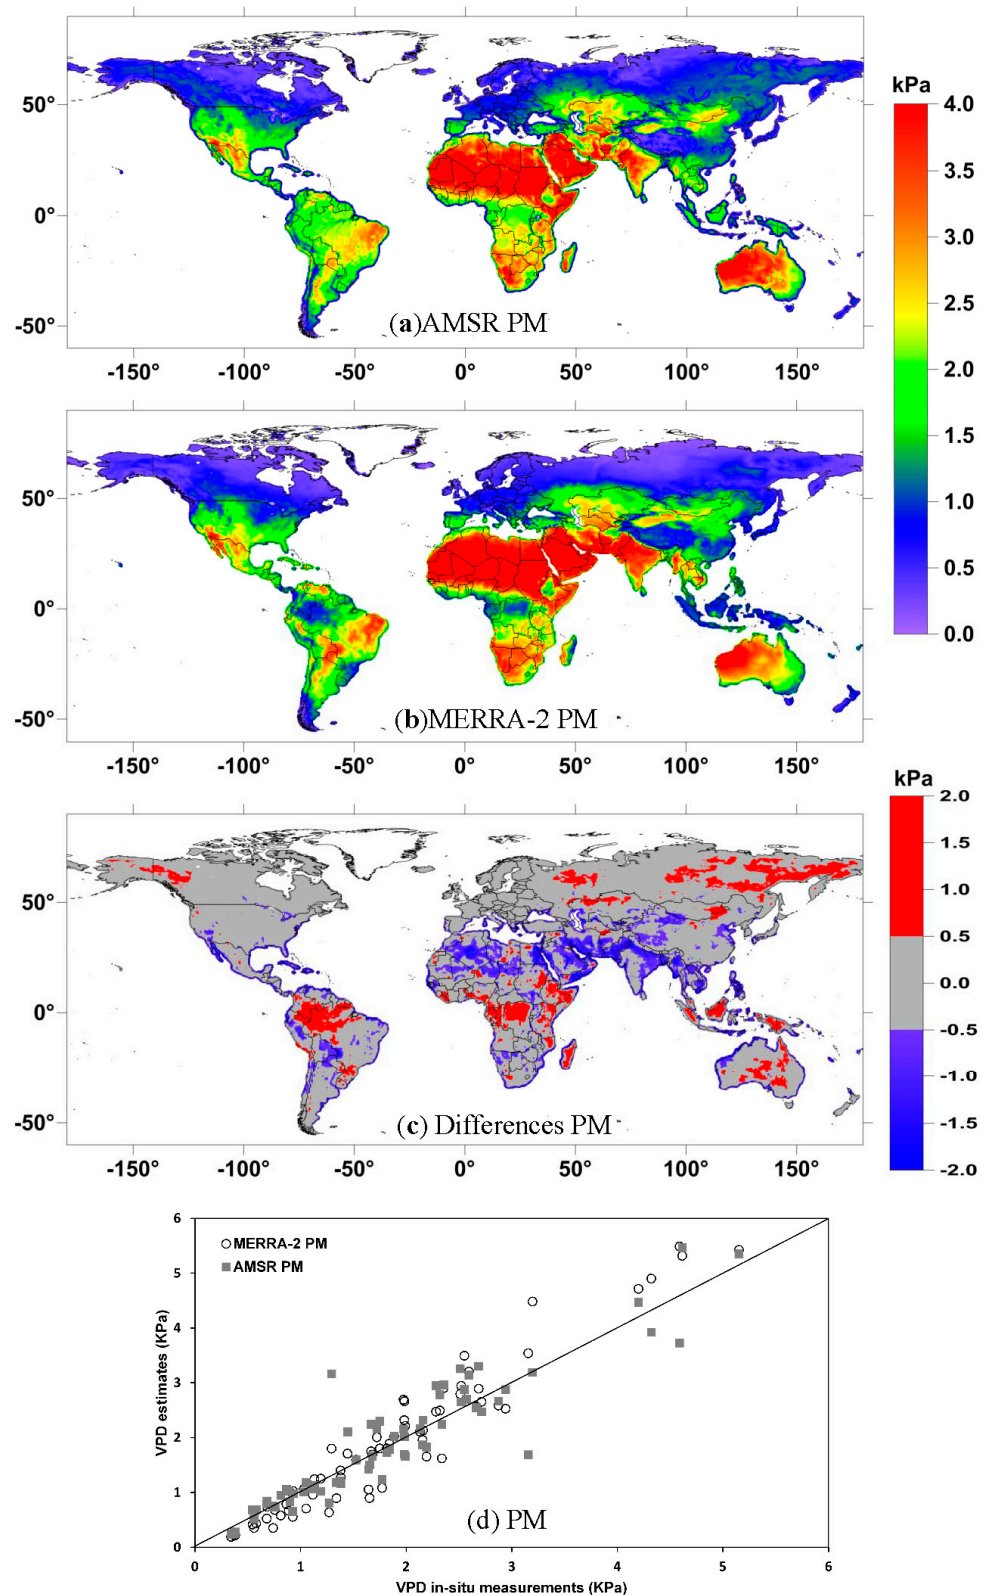 kPa
50°
0°
-50°
4.0
3.5
3.0
2.5
2.0
1.5
1.0
0.5
0.0
(a)AMSR PM
-150° -100° -50° 0° 50° 100° 150°
50°
0°
-50°
(b)MERRA-2 PM
-150° -100° -50° 0° 50° 100° 150°
kPa
50°
0°
-50°
2.0
1.5
1.0
0.5
0.0
-0.5
-1.0
-1.5
-2.0
(c) Differences PM
-150° -100° -50° 0° 50° 100° 150°
VPD estimates (KPa)
6
5
4
3
2
1
0
MERRA-2 PM
AMSR PM
(d) PM
0 1 2 3 4 5 6
VPD in-situ measurements (KPa)